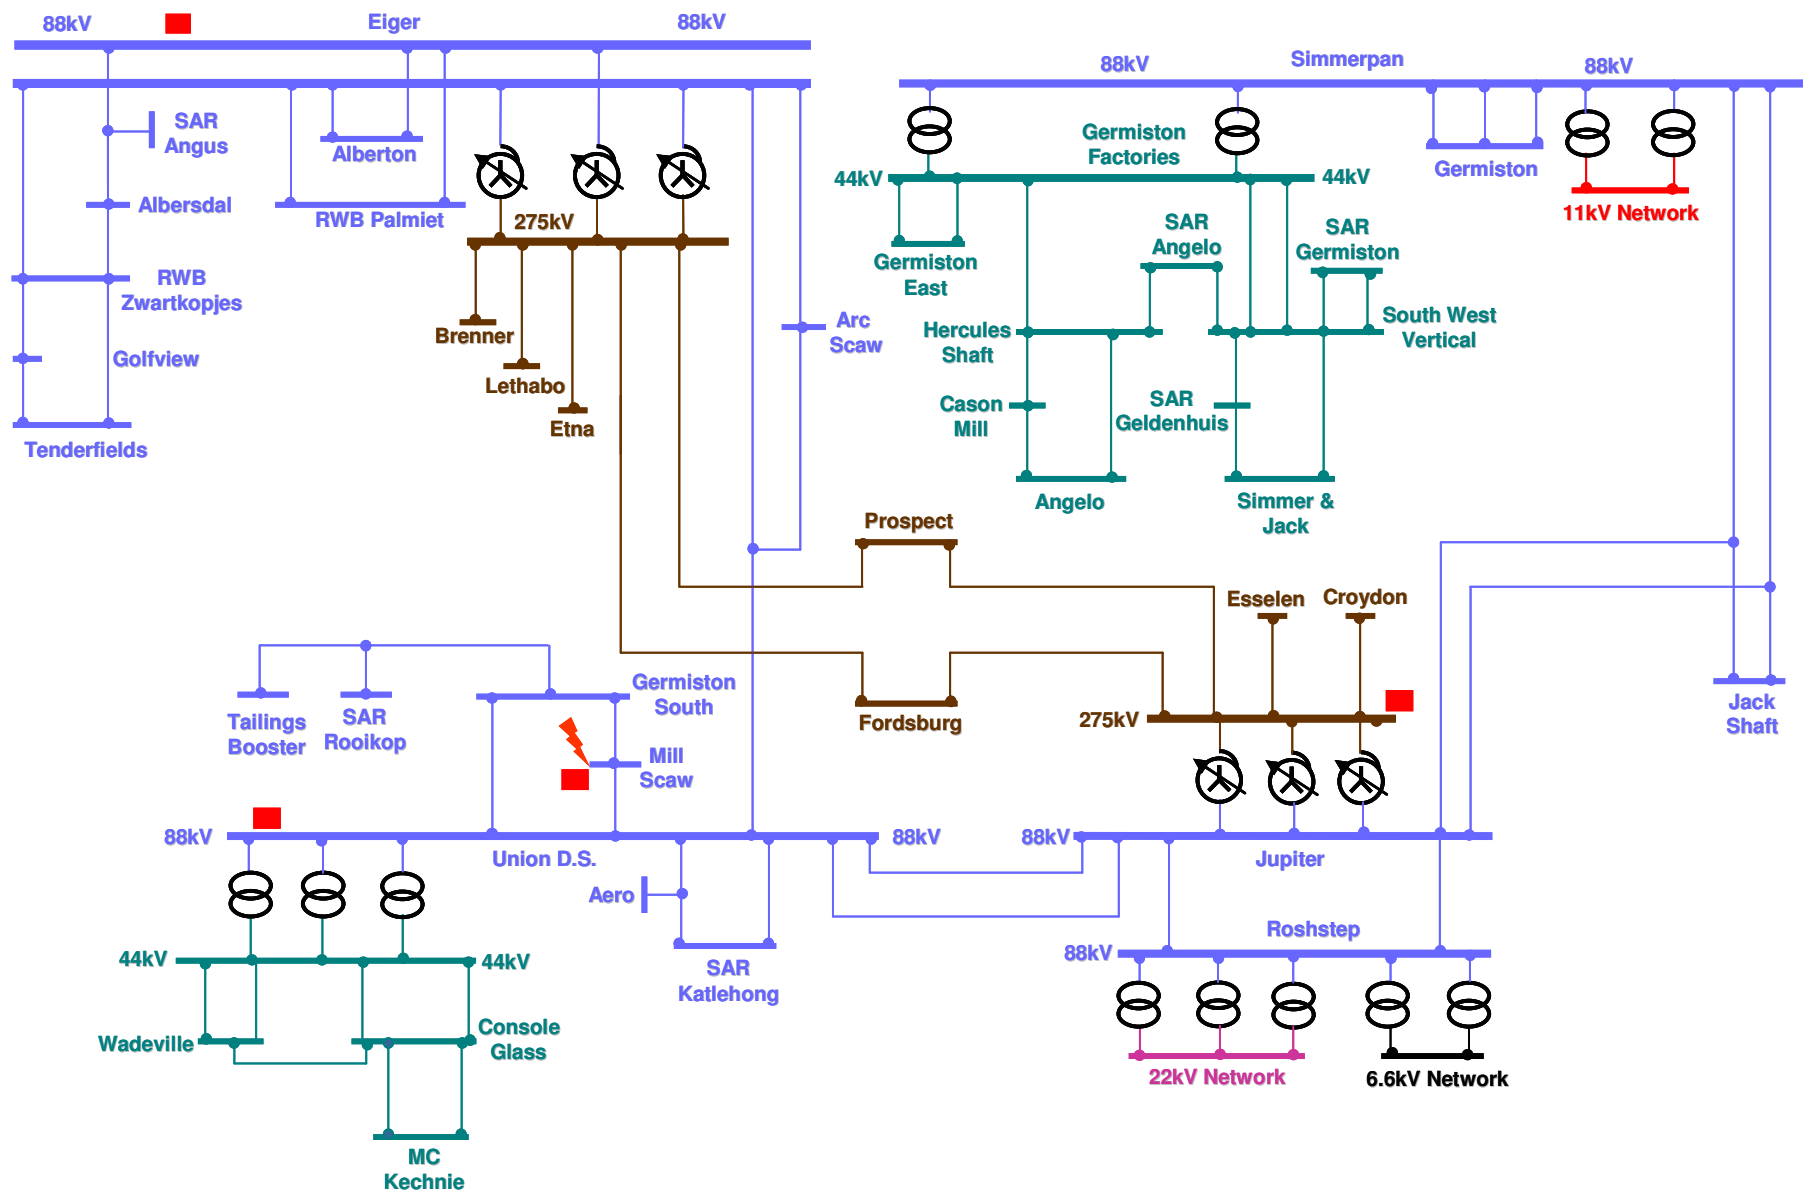 88kV
Eiger
88kV
SAR
Angus
Alberton
Albersdal
RWB Palmiet
275kV
RWB
Zwartkopjes
Golfview
Tenderfields
Brenner
Lethabo
Etna
Arc
Scaw
88kV
Simmerpan
88kV
Germiston
Factories
44kV
44kV
Germiston
11kV Network
Germiston
East
SAR
Angelo
SAR
Germiston
Hercules
Shaft
South West
Vertical
Cason
Mill
SAR
Geldenhuis
Angelo
Simmer &
Jack
Prospect
Esselen
Croydon
Fordsburg
275kV
Jack
Shaft
Tailings
Booster
SAR
Rooikop
Germiston
South
Mill
Scaw
88kV
Union D.S.
88kV
88kV
Jupiter
Aero
SAR
Katlehong
44kV
44kV
Wadeville
Console
Glass
MC
Kechnie
Roshstep
88kV
22kV Network
6.6kV Network